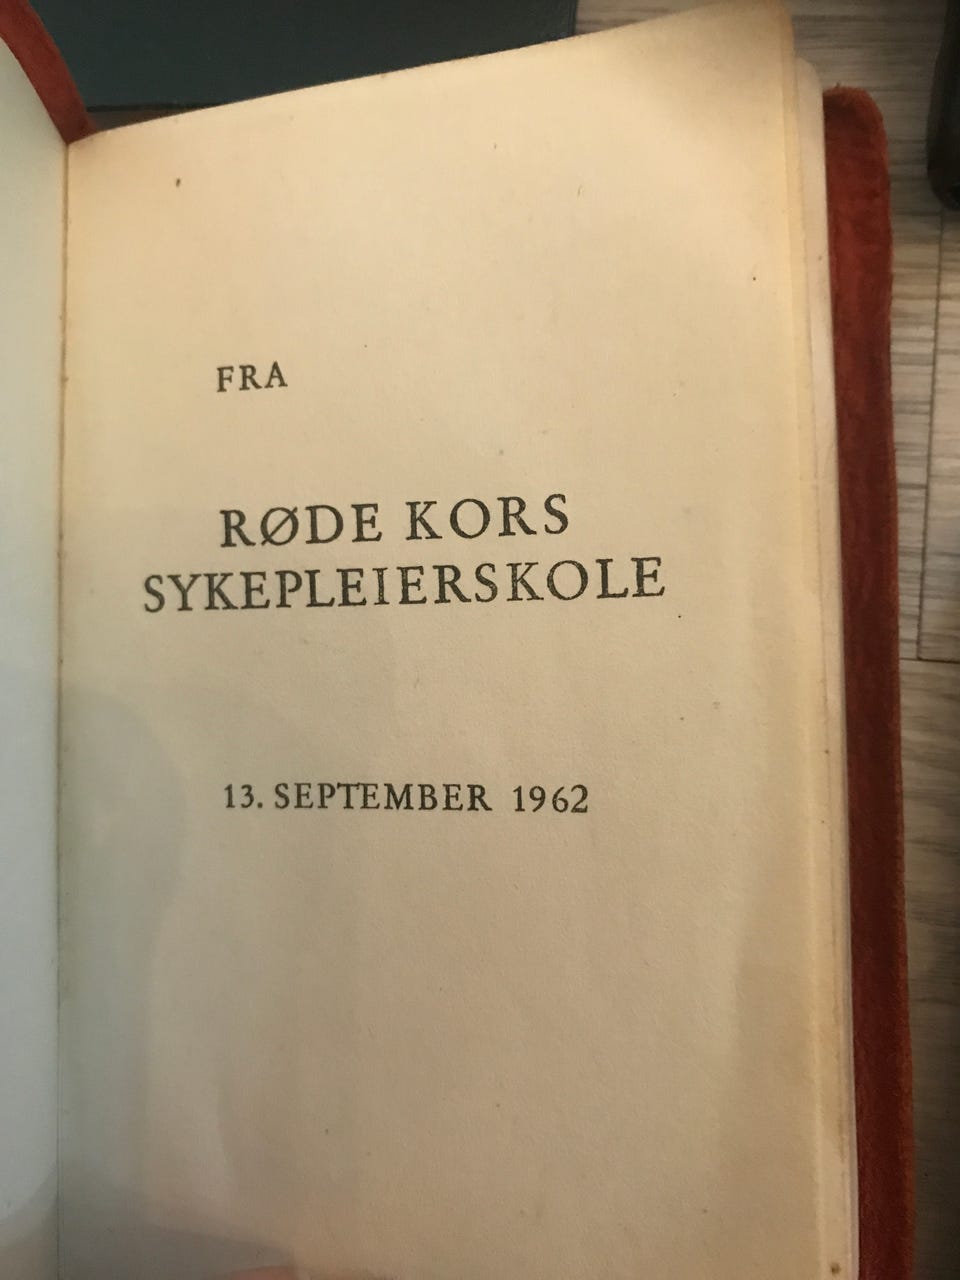 FRA
RØDE KORS
SYKEPLEIERSKOLE
13. SEPTEMBER 1962